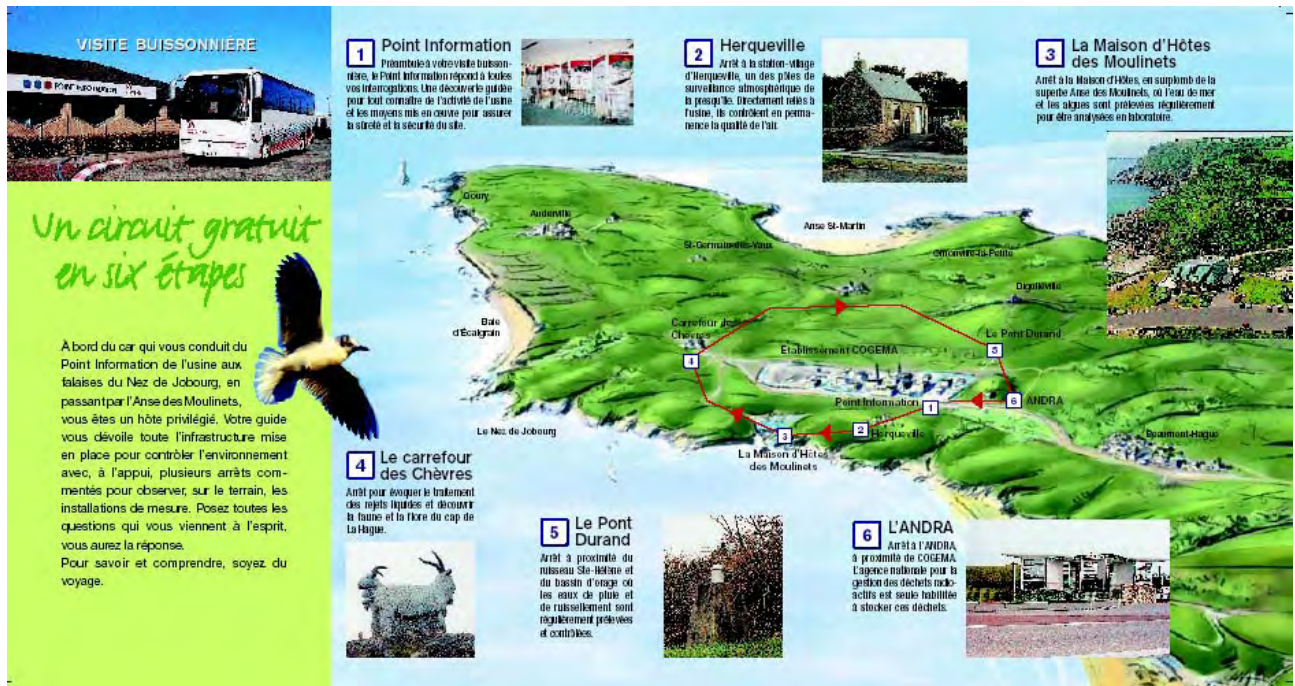 VISITE BUISSONNIÈRE
POINT INFORMATION
Un circuit gratuit
en six étapes
À bord du car qui vous conduit du
Point Information de l'usine aux
falaises du Nez de Jobourg, en
passant par l'Anse des Moulinets,
vous êtes un hôte privilégié. Votre guide
vous dévoile toute l'infrastructure mise
en place pour contrôler l'environnement
avec, à l'appui, plusieurs arrêts com-
mentés pour observer, sur le terrain, les
installations de mesure. Posez toutes les
questions qui vous viennent à l'esprit,
vous aurez la réponse.
Pour savoir et comprendre, soyez du
voyage.
1 Point Information
Préambule à votre visite buisson-
nière, le Point Information répond à toutes
vos interrogations. Une découverte guidée
pour tout connaître de l'activité de l'usine
et les moyens mis en œuvre pour assurer
la sûreté et la sécurité du site.
2 Herqueville
Arrêt à la station-village
d'Herqueville, un des pôles de
surveillance atmosphérique de
la presqu'île. Directement reliés à
l'usine, ils contrôlent en perma-
nence la qualité de l'air.
3 La Maison d'Hôtes
des Moulinets
Arrêt à la Maison d'Hôtes, en surplomb de la
superbe Anse des Moulinets, où l'eau de mer
et les algues sont prélevées régulièrement
pour être analysées en laboratoire.
Goury
Auderville
Anse St-Martin
St-Germain-des-Vaux
Omonville-la-Petite
Digulleville
Baie
d'Écalgrain
Carrefour des
Chèvres
Le Pont Durand
Etablissement COGEMA
4
5
6 ANDRA
Point Information
1
2
Herqueville
3
La Maison d'Hôtes
des Moulinets
Le Nez de Jobourg
Beaumont-Hague
4 Le carrefour
des Chèvres
Arrêt pour évoquer le traitement
des rejets liquides et découvrir
la faune et la flore du cap de
La Hague.
5 Le Pont
Durand
Arrêt à proximité du
ruisseau Ste-Hélène et
du bassin d'orage où
les eaux de pluie et
de ruissellement sont
régulièrement prélevées
et contrôlées.
6 L'ANDRA
Arrêt à l'ANDRA,
à proximité de COGEMA.
L'agence nationale pour la
gestion des déchets radio-
actifs est seule habilitée
à stocker ces déchets.